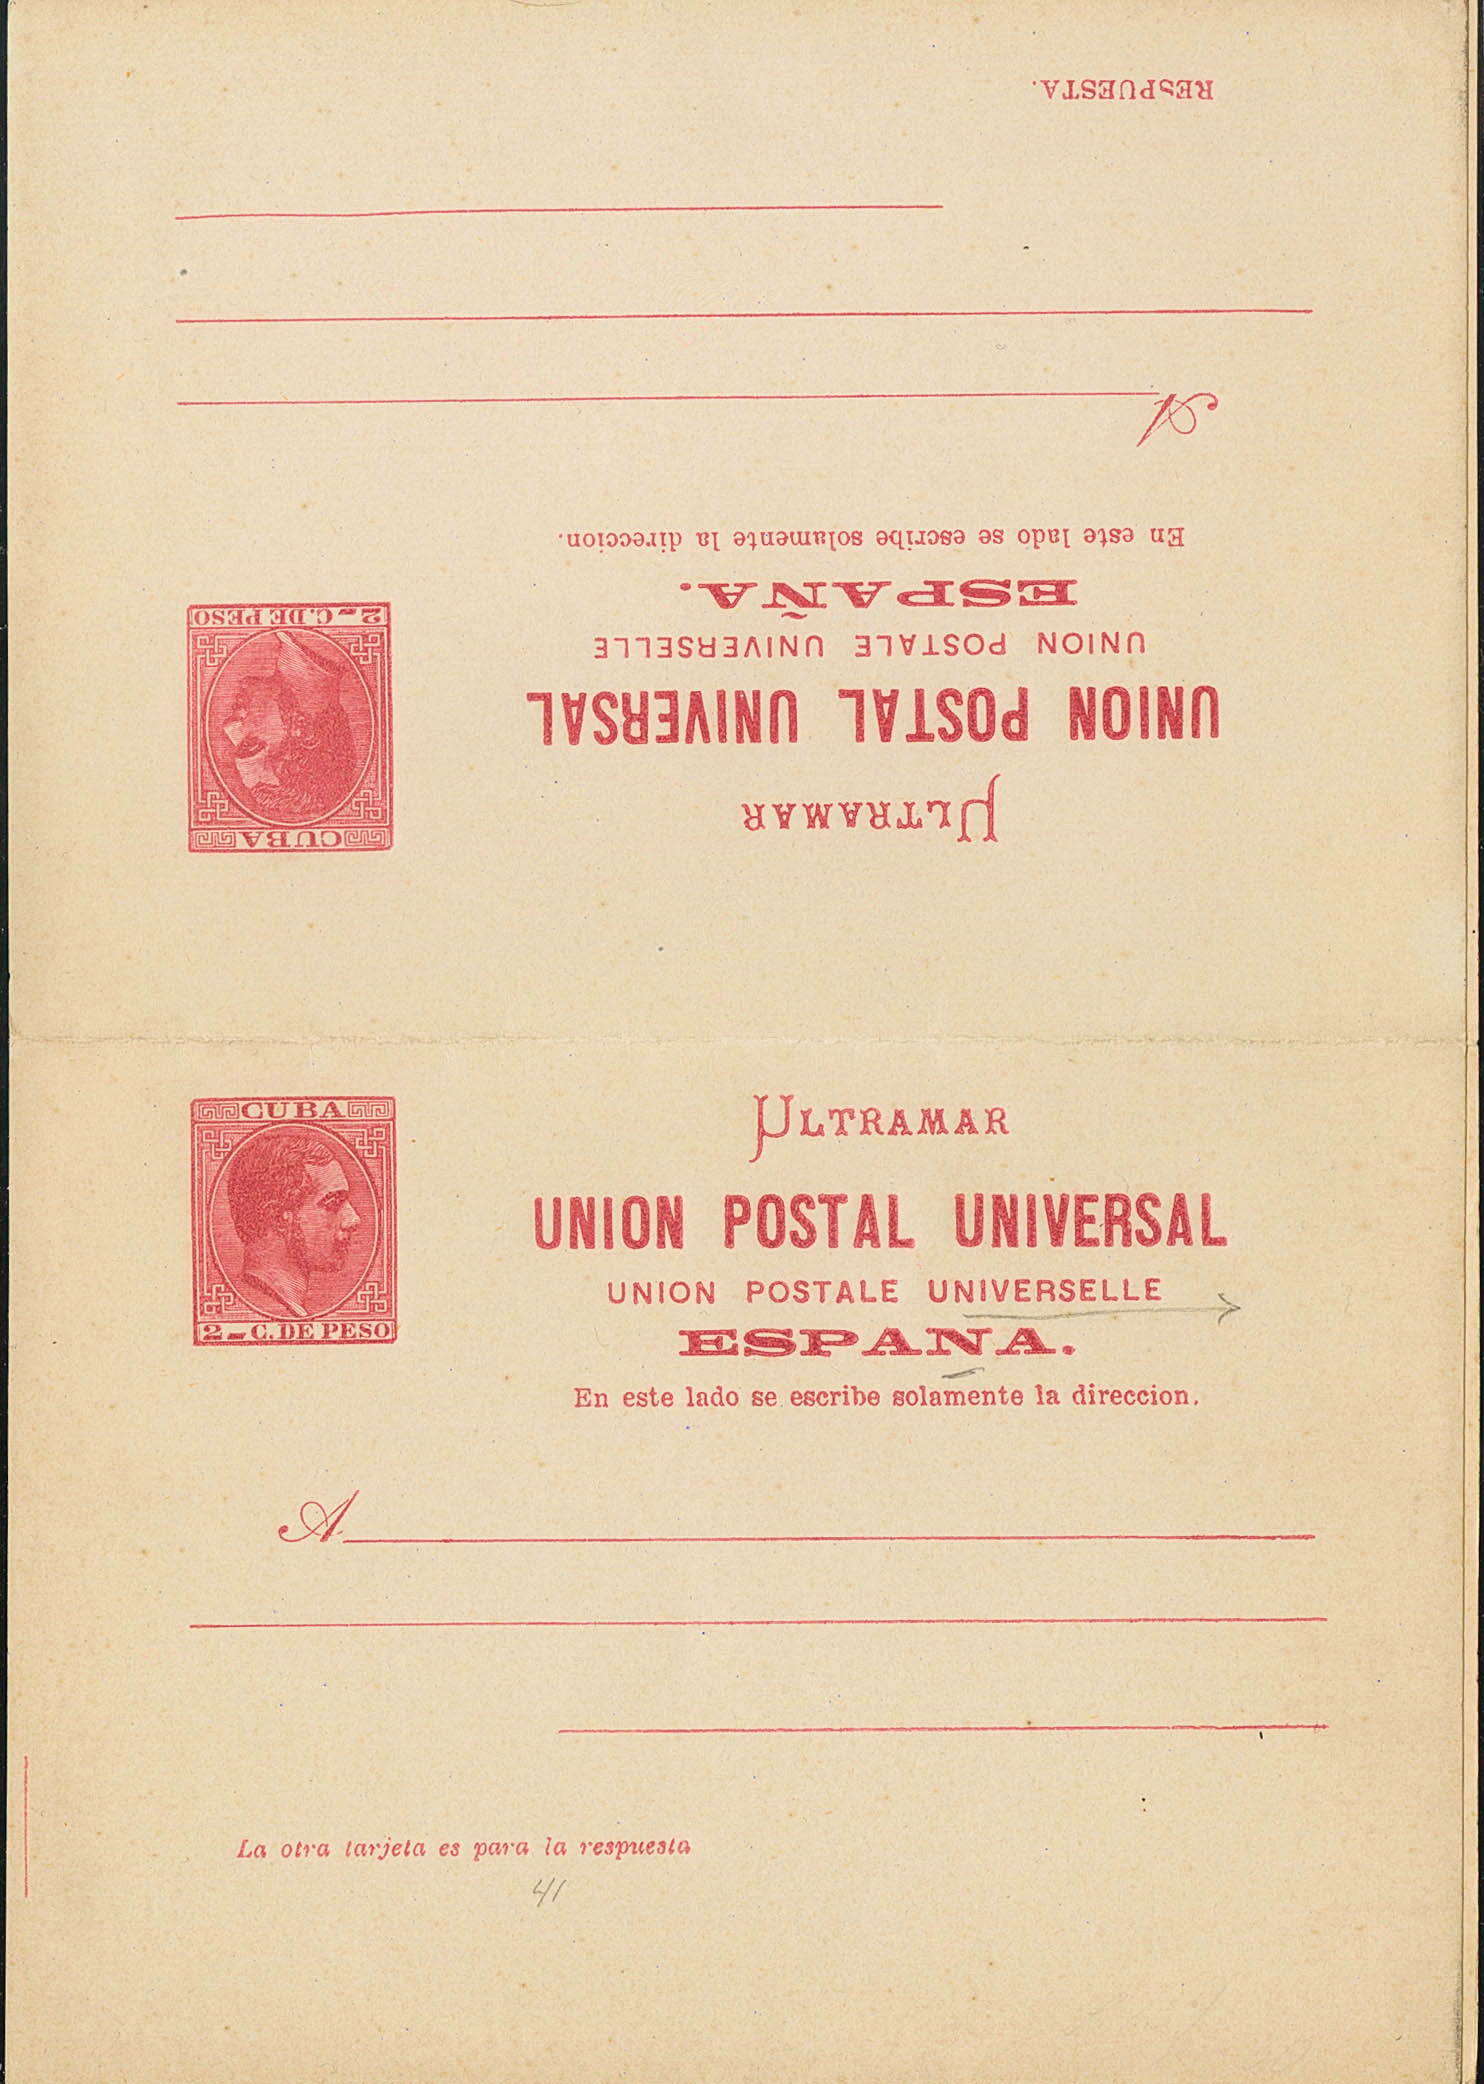 CUBA
2 - C. DE PESO
ULTRAMAR
UNION POSTAL UNIVERSAL
UNION POSTALE UNIVERSELLE
ESPAÑA.
En este lado se escribe solamente la direccion.
A
RESPUESTA.
CUBA
2 - C. DE PESO
ULTRAMAR
UNION POSTAL UNIVERSAL
UNION POSTALE UNIVERSELLE
ESPANA.
En este lado se escribe solamente la direccion.
A.
La otra tarjeta es para la respuesta
41